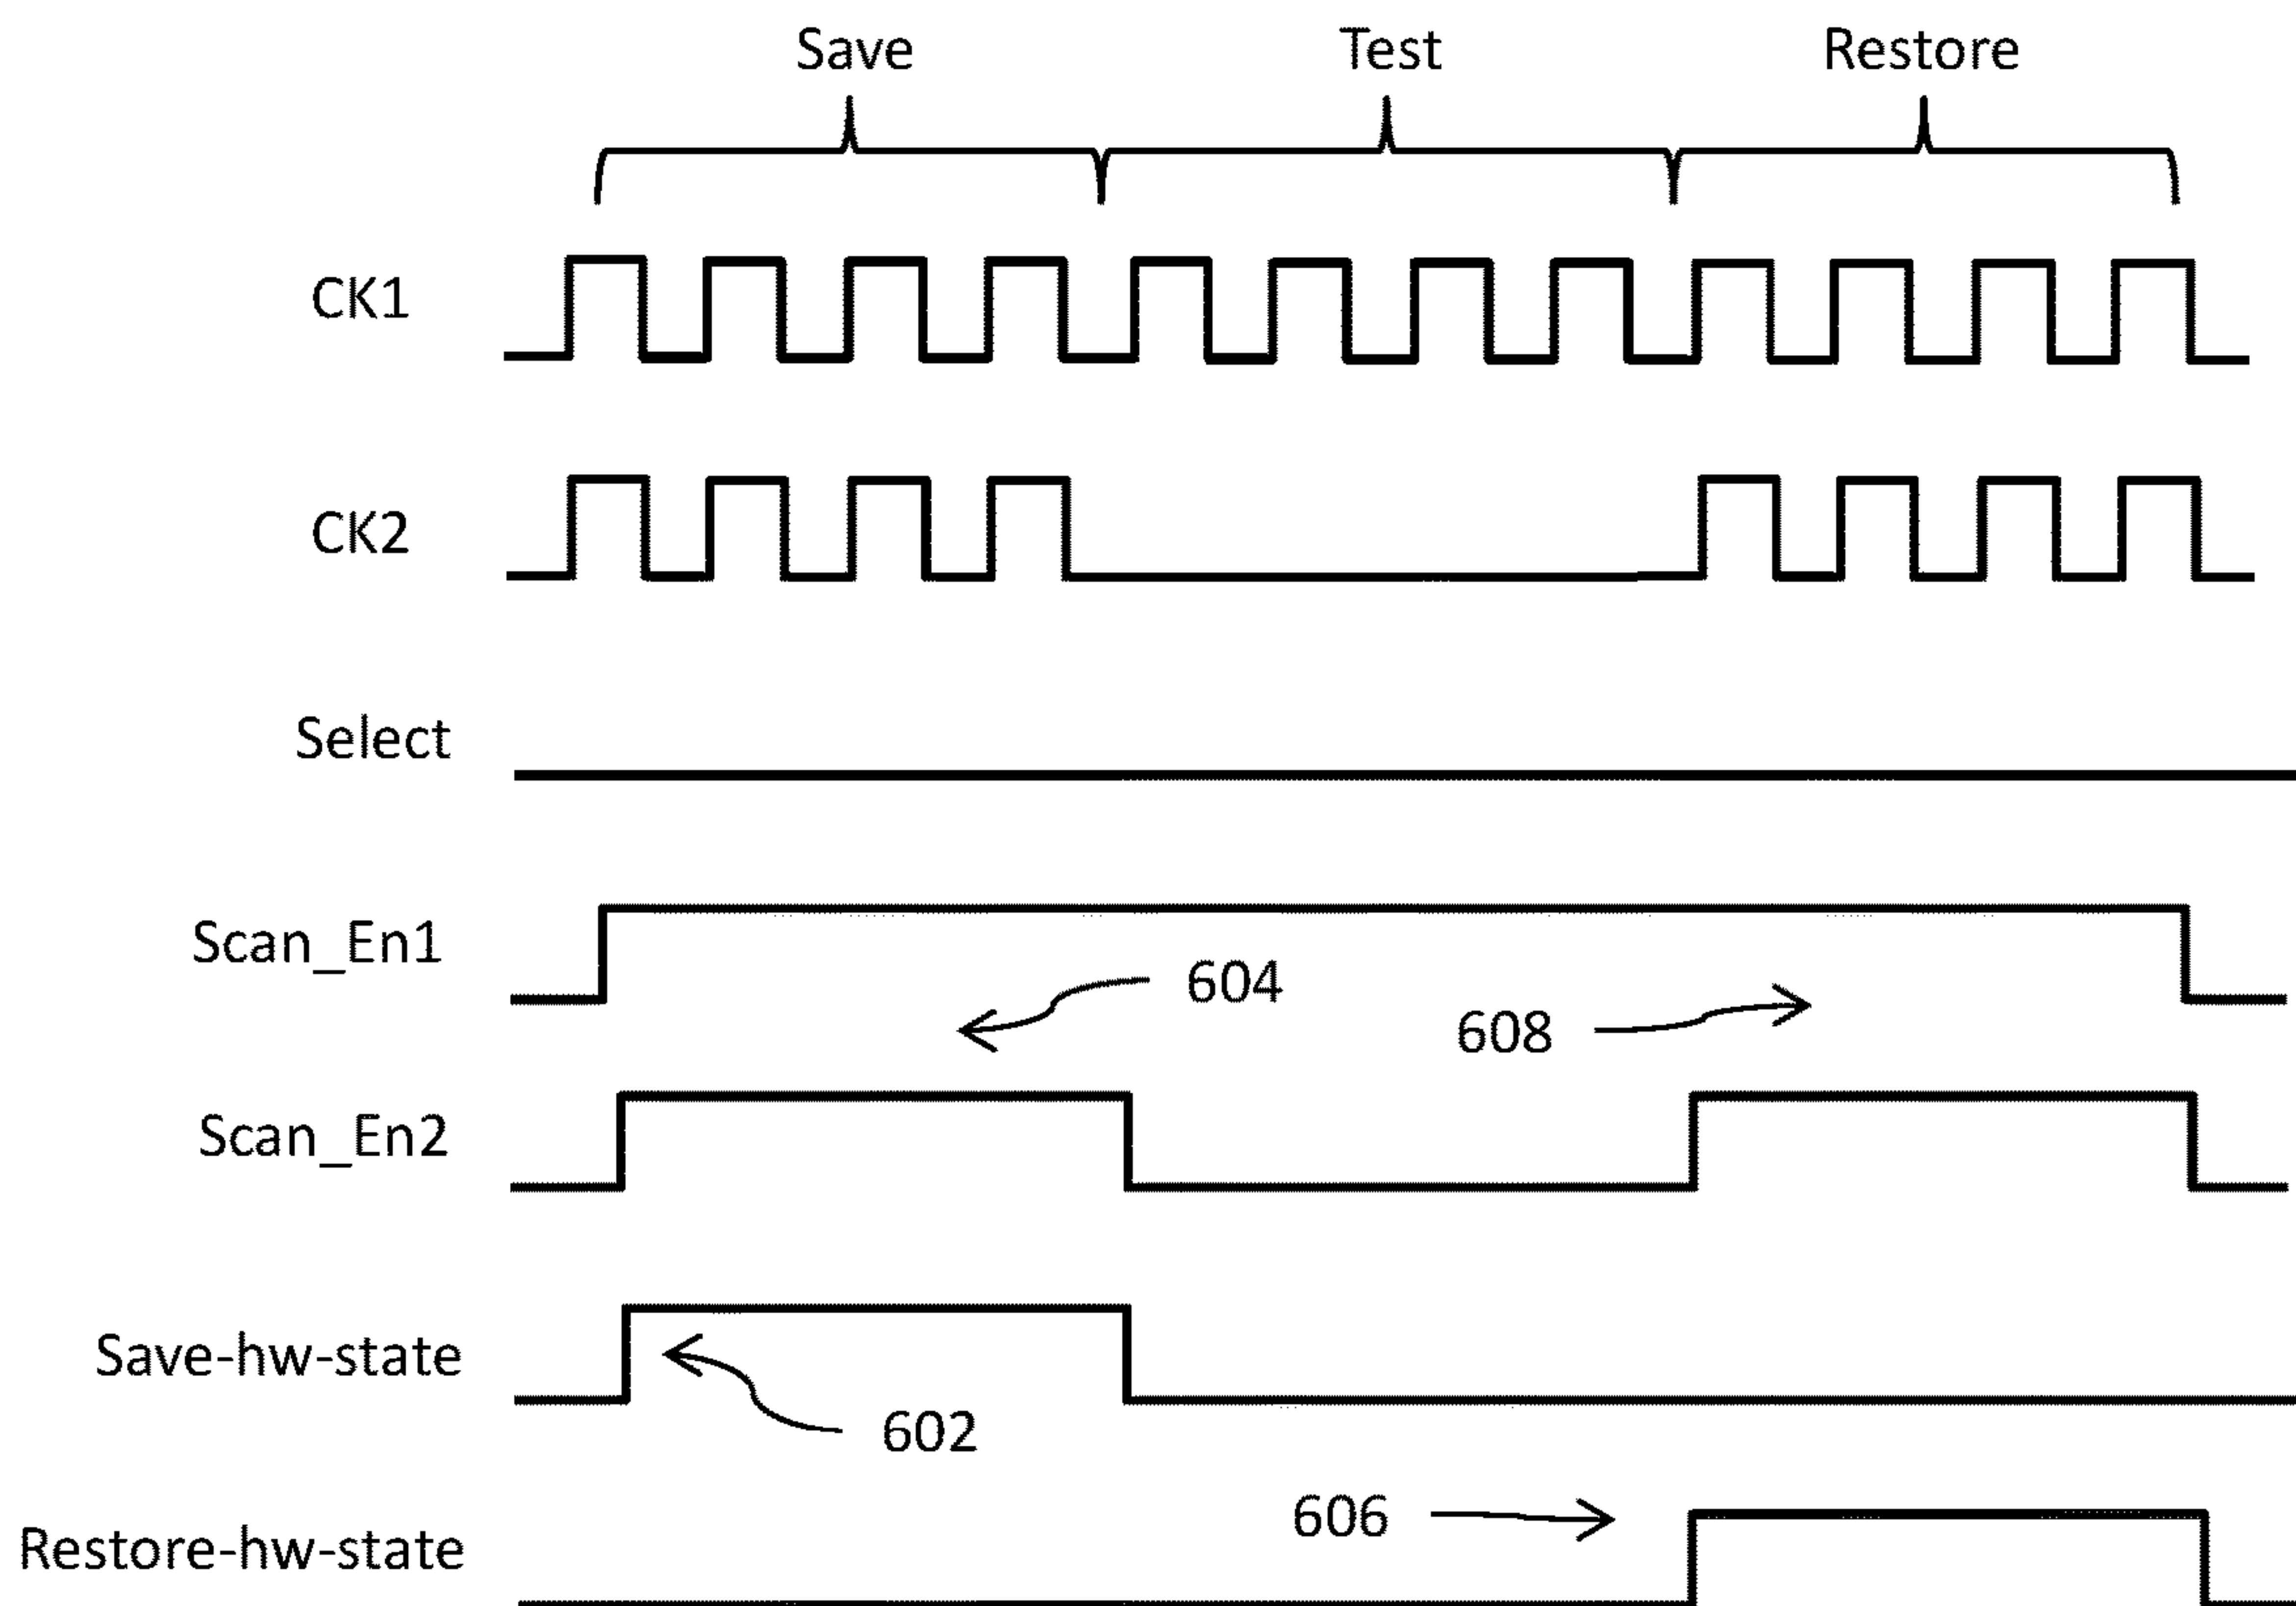 Save Test Restore
CK1
CK2
Select
Scan_En1
604
608
Scan_En2
Save-hw-state
602
606
Restore-hw-state